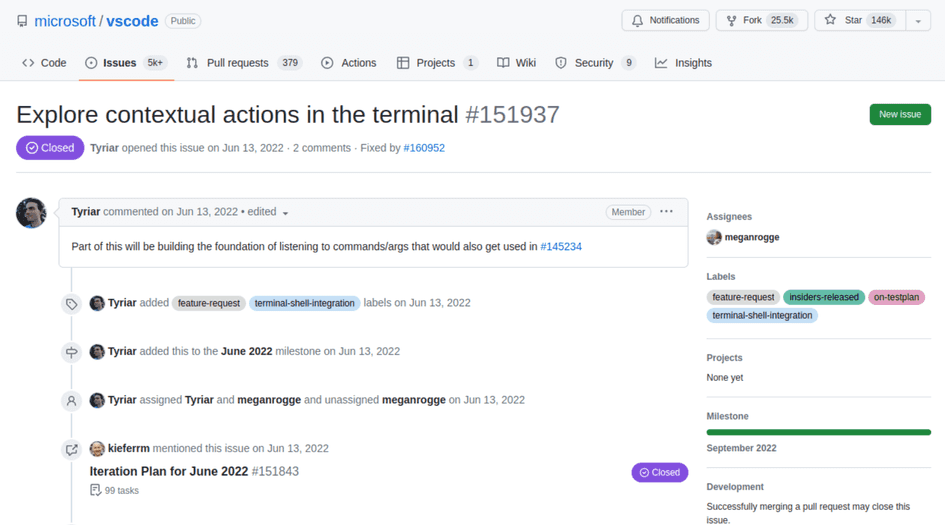 microsoft / vscode Public
Notifications
Fork 25.5k
Star 146k
Code
Issues 5k+
Pull requests 379
Actions
Projects 1
Wiki
Security 9
Insights
Explore contextual actions in the terminal #151937
New issue
Closed
Tyriar opened this issue on Jun 13, 2022 · 2 comments · Fixed by #160952
Tyriar commented on Jun 13, 2022 • edited
Member
Part of this will be building the foundation of listening to commands/args that would also get used in #145234
Tyriar added feature-request terminal-shell-integration labels on Jun 13, 2022
Tyriar added this to the June 2022 milestone on Jun 13, 2022
Tyriar assigned Tyriar and meganrogge and unassigned meganrogge on Jun 13, 2022
kieferrm mentioned this issue on Jun 13, 2022
Iteration Plan for June 2022 #151843
Closed
99 tasks
Assignees
meganrogge
Labels
feature-request insiders-released on-testplan
terminal-shell-integration
Projects
None yet
Milestone
September 2022
Development
Successfully merging a pull request may close this
issue.